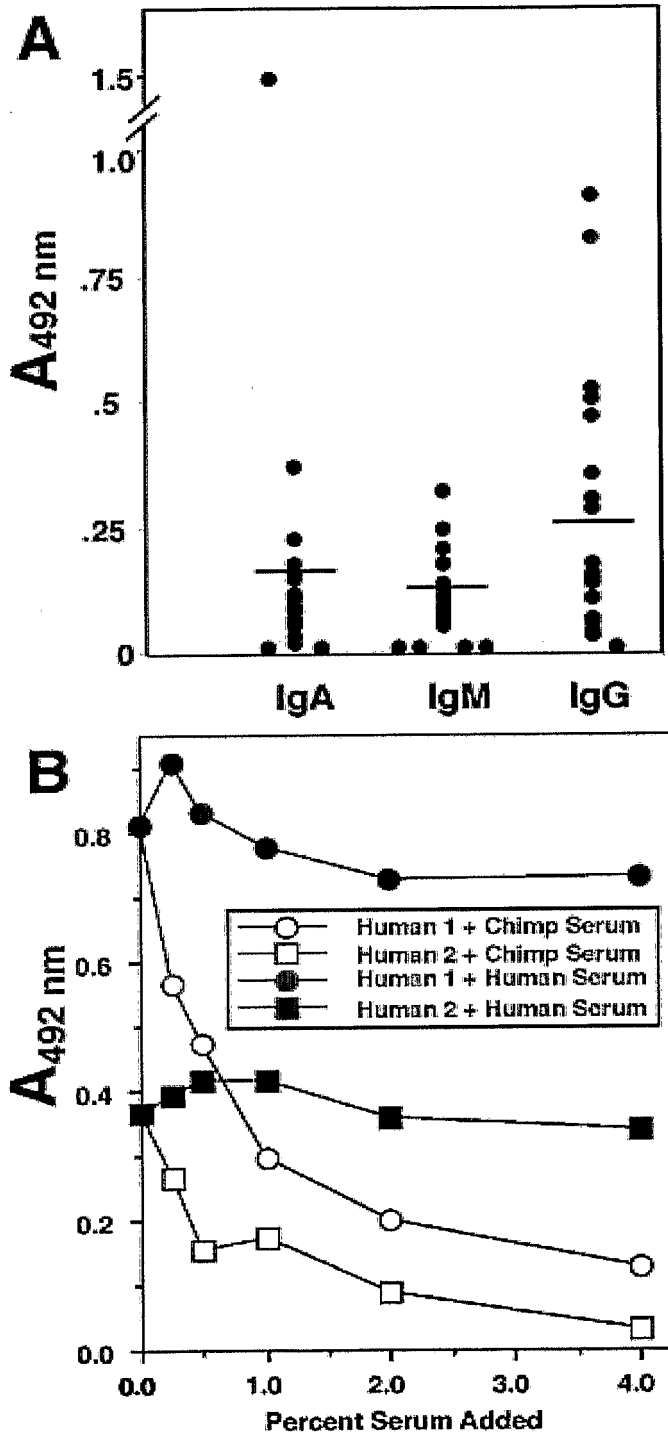 A
1.5
1.0
.75
.5
.25
0
A492 nm
IgA IgM IgG
B
0.8
0.6
0.4
0.2
0.0
A492 nm
Human 1 + Chimp Serum
Human 2 + Chimp Serum
Human 1 + Human Serum
Human 2 + Human Serum
0.0 1.0 2.0 3.0 4.0
Percent Serum Added